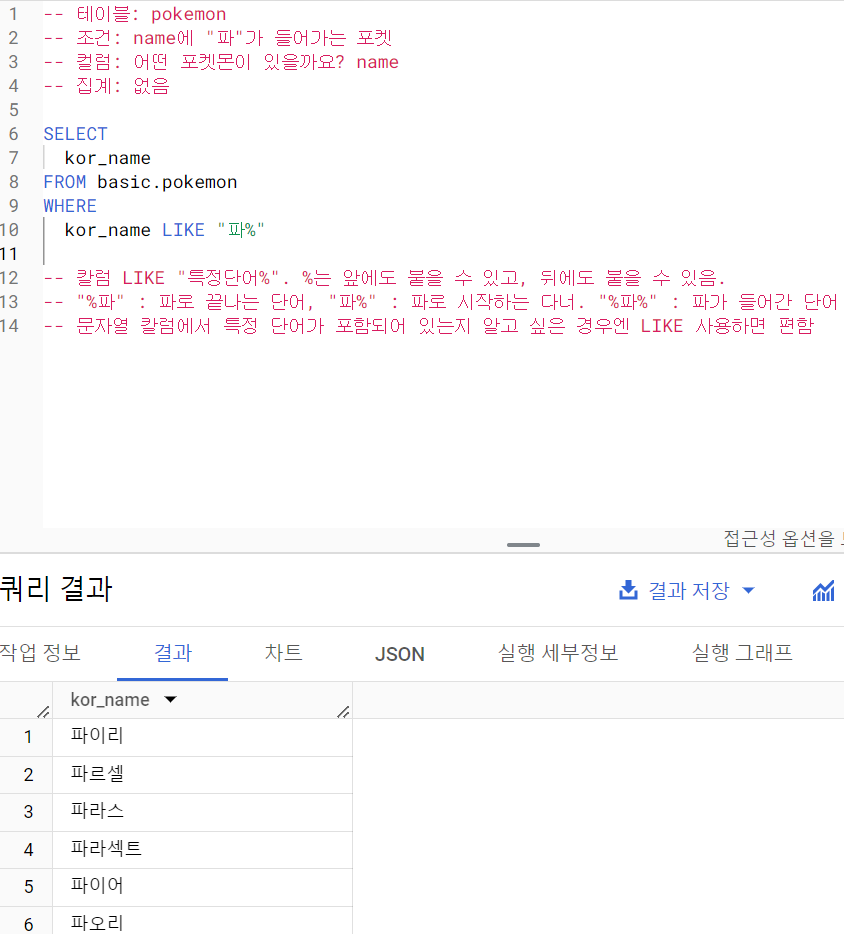 1 -- 테이블: pokemon
2 -- 조건: name에 "파"가 들어가는 포켓
3 -- 컬럼: 어떤 포켓몬이 있을까요? name
4 -- 집계: 없음
5
6 SELECT
7 kor_name
8 FROM basic.pokemon
9 WHERE
10 kor_name LIKE "파%"
11
12 -- 칼럼 LIKE "특정단어%". %는 앞에도 붙을 수 있고, 뒤에도 붙을 수 있음.
13 -- "%파" : 파로 끝나는 단어, "파%" : 파로 시작하는 다너. "%파%" : 파가 들어간 단어
14 -- 문자열 칼럼에서 특정 단어가 포함되어 있는지 알고 싶은 경우엔 LIKE 사용하면 편함
접근성 옵션을
쿼리 결과 결과 저장
작업 정보 결과 차트 JSON 실행 세부정보 실행 그래프
kor_name
1 파이리
2 파르셀
3 파라스
4 파라섹트
5 파이어
6 파오리